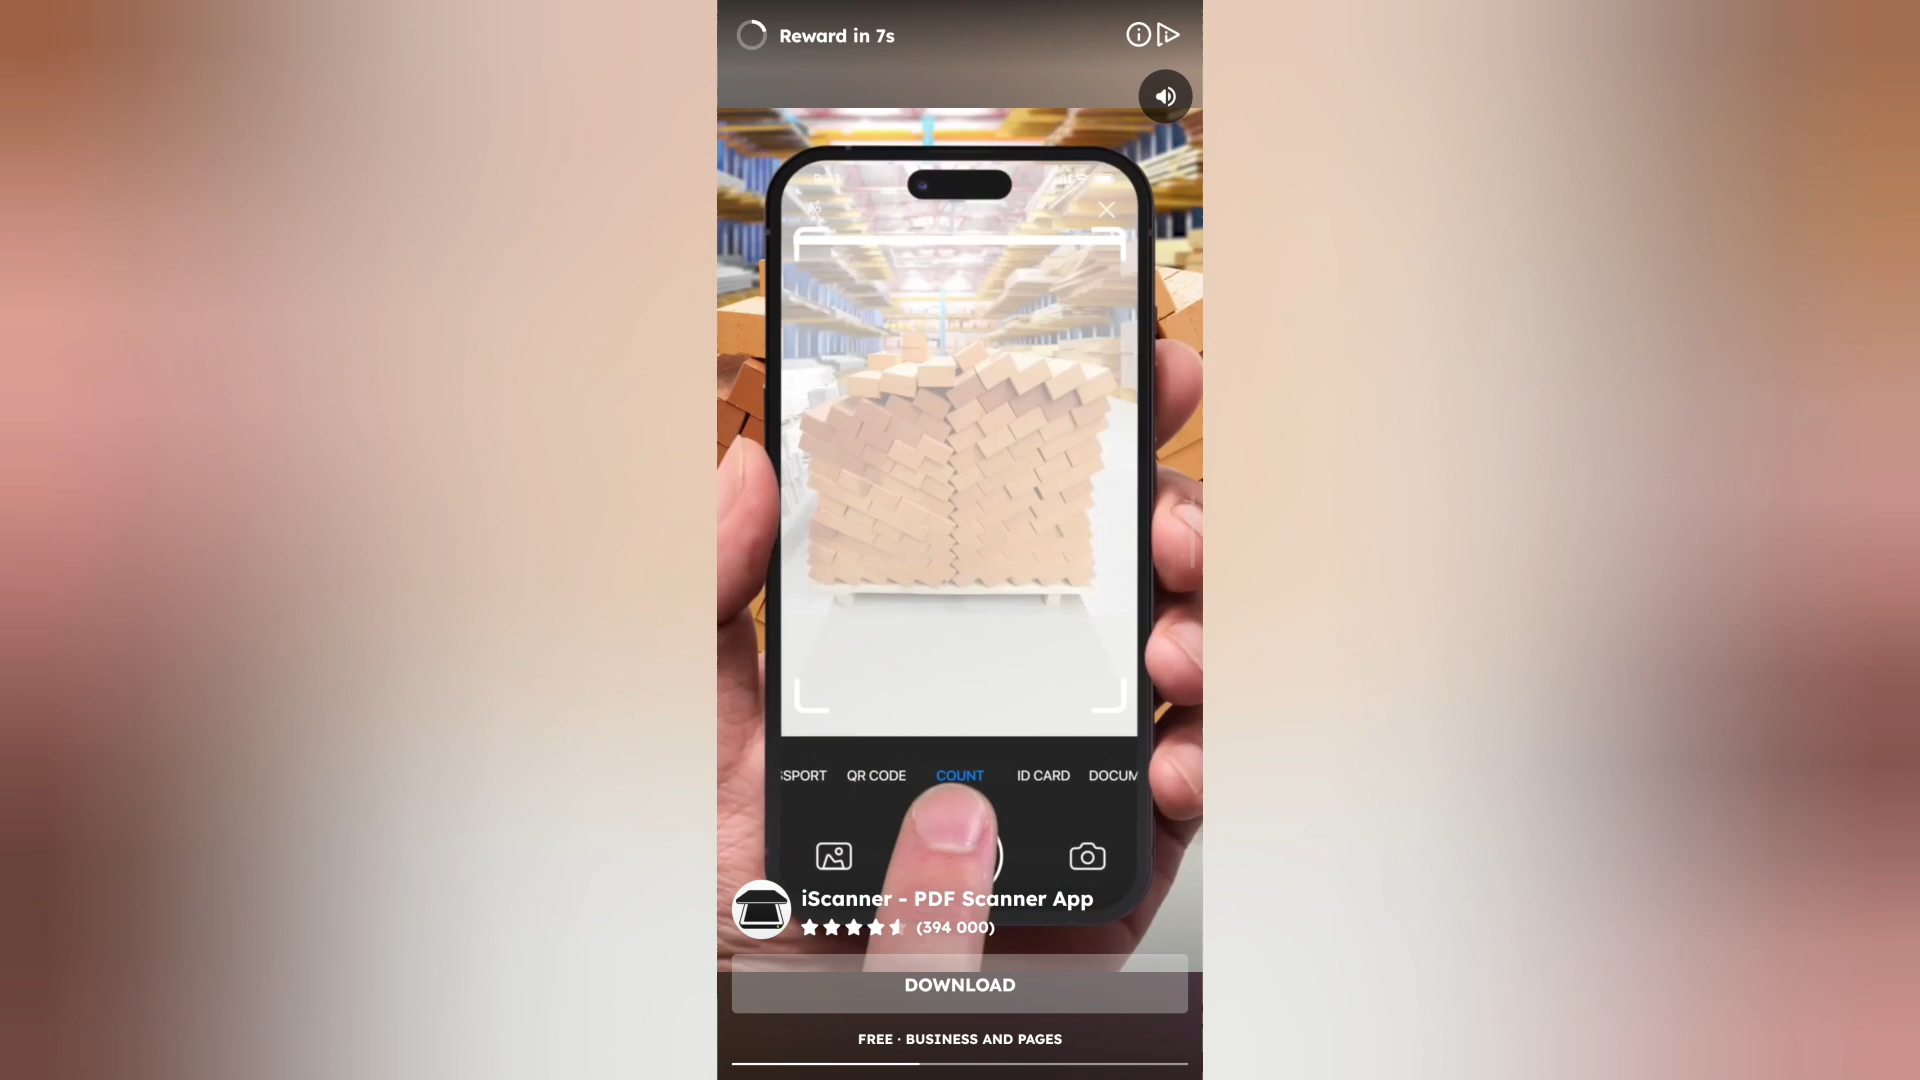 Reward in 7s
SSPORT QR CODE COUNT ID CARD DOCUM
iScanner - PDF Scanner App
(394 000)
DOWNLOAD
FREE · BUSINESS AND PAGES